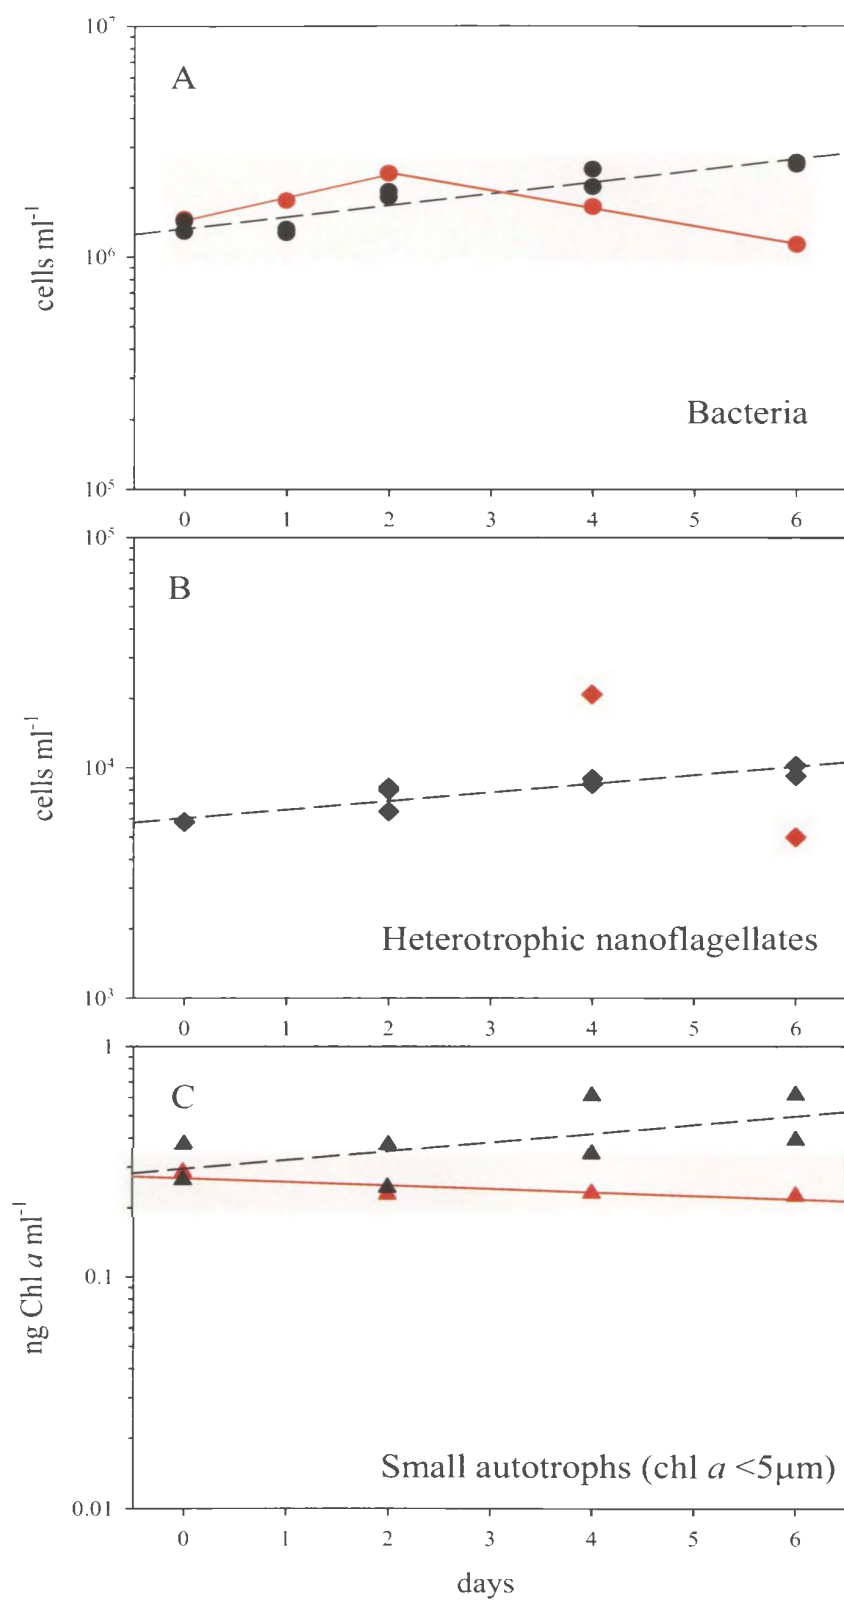 10⁷
A
cells ml⁻¹
10⁶
Bacteria
10⁵
0 1 2 3 4 5 6
10⁵
B
cells ml⁻¹
10⁴
Heterotrophic nanoflagellates
10³
0 1 2 3 4 5 6
1
C
ng Chl a ml⁻¹
0.1
Small autotrophs (chl a <5μm)
0.01
0 1 2 3 4 5 6
days